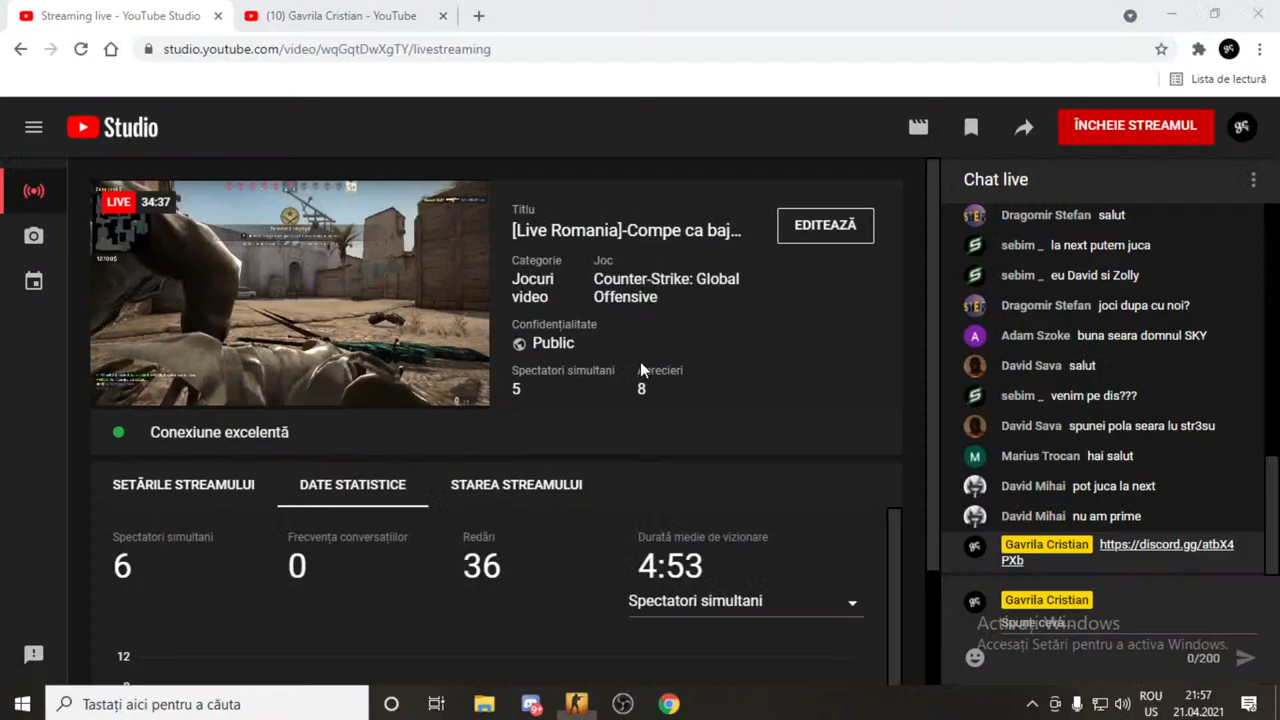 Streaming live - YouTube Studio
(10) Gavrila Cristian - YouTube
studio.youtube.com/video/wqGqtDwXgTY/livestreaming
Lista de lectură
Studio
ÎNCHEIE STREAMUL
LIVE 34:37
12700$
Titlu
[Live Romania]-Compe ca baj...
EDITEAZĂ
Categorie
Joc
Jocuri video
Counter-Strike: Global Offensive
Confidențialitate
Public
Spectatori simultani
5
8
Conexiune excelentă
SETĂRILE STREAMULUI
DATE STATISTICE
STAREA STREAMULUI
Spectatori simultani
6
Frecvența conversațiilor
0
Redări
36
Durată medie de vizionare
4:53
Spectatori simultani
12
Chat live
Dragomir Stefan salut
sebim _ la next putem juca
sebim _ eu David si Zolly
Dragomir Stefan joci dupa cu noi?
Adam Szoke buna seara domnul SKY
David Sava salut
sebim _ venim pe dis???
David Sava spunei pola seara lu str3su
Marius Trocan hai salut
David Mihai pot juca la next
David Mihai nu am prime
Gavrila Cristian https://discord.gg/atbX4
PXb
Gavrila Cristian
Spune ceva...
Activați Windows
Accesați Setări pentru a activa Windows.
0/200
Tastați aici pentru a căuta
ROU
US
21:57
21.04.2021